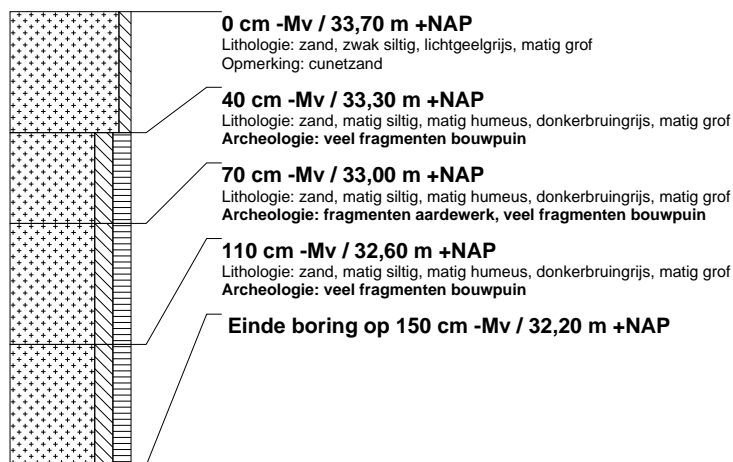 0 cm -Mv / 33,70 m +NAP
Lithologie: zand, zwak siltig, lichtgeelgrijs, matig grof
Opmerking: cunetzand
40 cm -Mv / 33,30 m +NAP
Lithologie: zand, matig siltig, matig humeus, donkerbruingrijs, matig grof
Archeologie: veel fragmenten bouwpuin
70 cm -Mv / 33,00 m +NAP
Lithologie: zand, matig siltig, matig humeus, donkerbruingrijs, matig grof
Archeologie: fragmenten aardewerk, veel fragmenten bouwpuin
110 cm -Mv / 32,60 m +NAP
Lithologie: zand, matig siltig, matig humeus, donkerbruingrijs, matig grof
Archeologie: veel fragmenten bouwpuin
Einde boring op 150 cm -Mv / 32,20 m +NAP